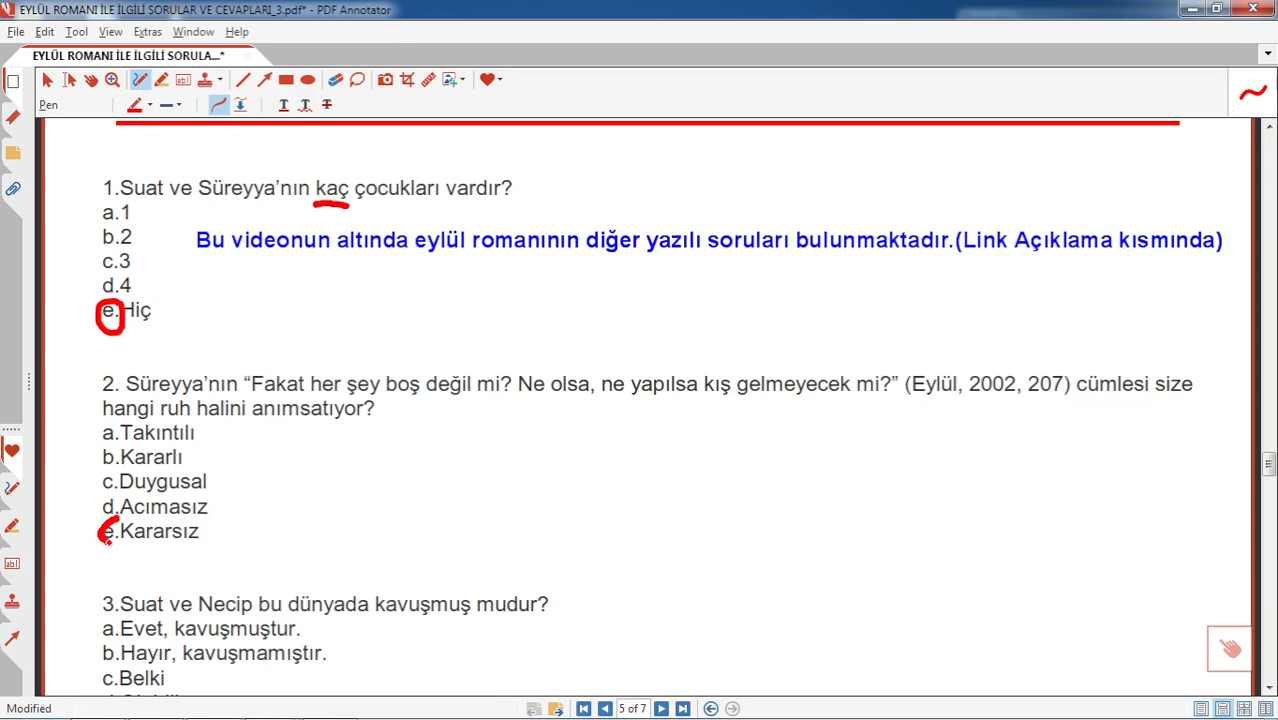 EYLÜL ROMANI İLE İLGİLİ SORULAR VE CEVAPLARI_3.pdf* - PDF Annotator
File Edit Tool View Extras Window Help
EYLÜL ROMANI İLE İLGİLİ SORULA...*
Pen
1.Suat ve Süreyya’nın kaç çocukları vardır?
a.1
b.2
Bu videonun altında eylül romanının diğer yazılı soruları bulunmaktadır.(Link Açıklama kısmında)
c.3
d.4
e.Hiç
2. Süreyya’nın “Fakat her şey boş değil mi? Ne olsa, ne yapılsa kış gelmeyecek mi?” (Eylül, 2002, 207) cümlesi size
hangi ruh halini anımsatıyor?
a.Takıntılı
b.Kararlı
c.Duygusal
d.Acımasız
e.Kararsız
3.Suat ve Necip bu dünyada kavuşmuş mudur?
a.Evet, kavuşmuştur.
b.Hayır, kavuşmamıştır.
c.Belki
Modified
5 of 7